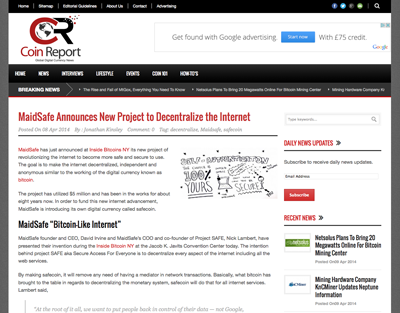 Home
Sitemap
Editorial Guidelines
About Us
Contact
Advertising
CR
Coin Report
Global Digital Currency News
Get found with Google advertising.
Start now
With £75 credit.
Google
HOME NEWS INTERVIEWS LIFESTYLE EVENTS COIN 101 HOW-TO'S
BREAKING NEWS
The Rise and Fall of MtGox, Everything You Need To Know
Netsolus Plans To Bring 20 Megawatts Online For Bitcoin Mining Center
Mining Hardware Company Kn
MaidSafe Announces New Project to Decentralize the Internet
Posted On 08 Apr 2014 By : Jonathan Kinsley Comment: 0 Tag: decentralize, Maidsafe, safecoin
MaidSafe has just announced at Inside Bitcoins NY its new project of
revolutionizing the internet to become more safe and secure to use.
The goal is to make the internet decentralized, independent and
anonymous similar to the working of the digital currency known as
bitcoin.
The project has utilized $5 million and has been in the works for about
eight years now. In order to fund this new internet advancement,
MaidSafe is introducing its own digital currency called safecoin.
100% YOURS
SECURE
MaidSafe "Bitcoin-Like Internet"
MaidSafe founder and CEO, David Irvine and MaidSafe's COO and co-founder of Project SAFE, Nick Lambert, have
presented their invention during the Inside Bitcoin NY at the Jacob K. Javits Convention Center today. The intention
behind project SAFE aka Secure Access For Everyone is to decentralize every aspect of the internet including all the
web services.
By making safecoin, it will remove any need of having a mediator in network transactions. Basically, what bitcoin has
brought to the table in regards to decentralizing the monetary system, safecoin will do that for all internet services.
Lambert said,
"At the root of it all, we want to put people back in control of their data — not Google,
Type Keywords
DAILY NEWS UPDATES
Subscribe to receive daily news updates.
Email Address
Subscribe
RECENT NEWS
netsolus
Netsolus Plans To Bring 20
Megawatts Online For Bitcoin
Mining Center
Posted On 08 Apr 2014
Mining Hardware Company
KnCMiner Updates Neptune
Information
Posted On 08 Apr 2014